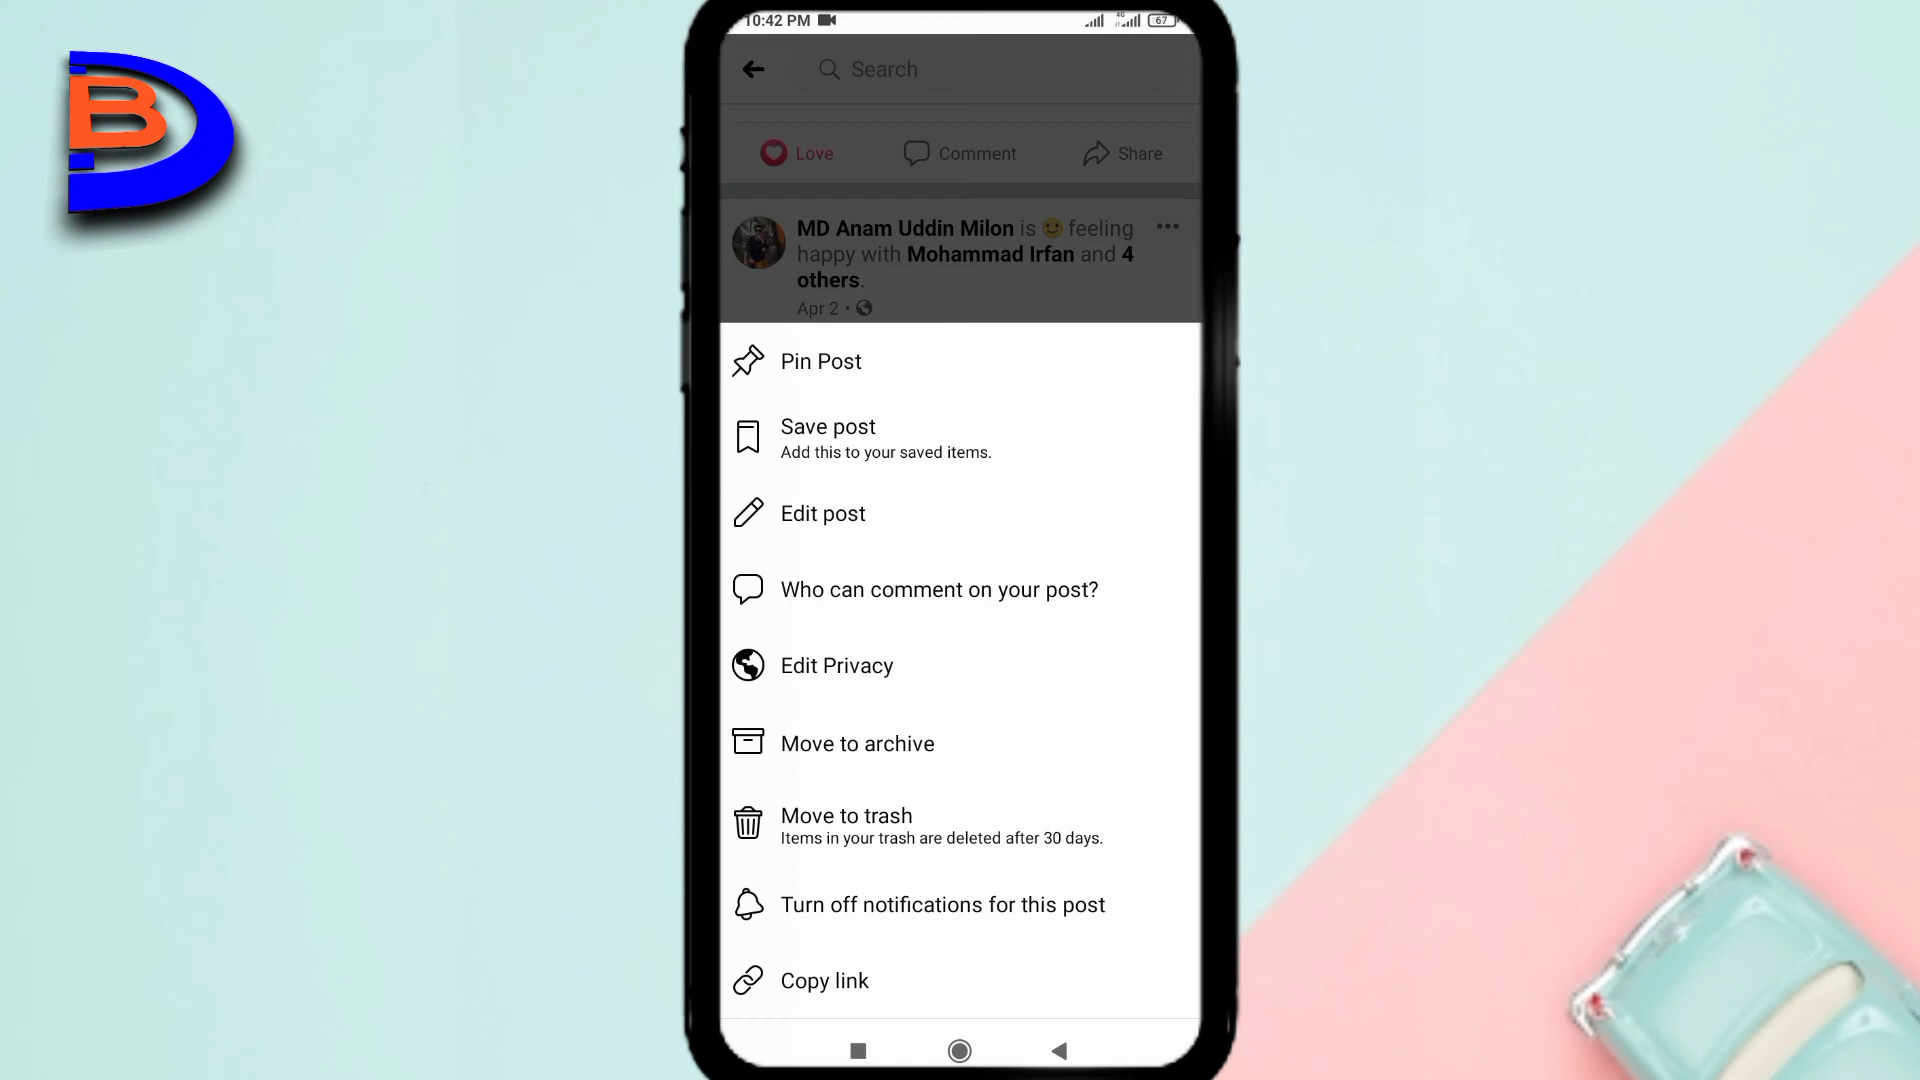 B
10:42 PM 4G 67
Search
Love Comment Share
MD Anam Uddin Milon is 🙂 feeling
happy with Mohammad Irfan and 4
others.
Apr 2 •
Pin Post
Save post
Add this to your saved items.
Edit post
Who can comment on your post?
Edit Privacy
Move to archive
Move to trash
Items in your trash are deleted after 30 days.
Turn off notifications for this post
Copy link